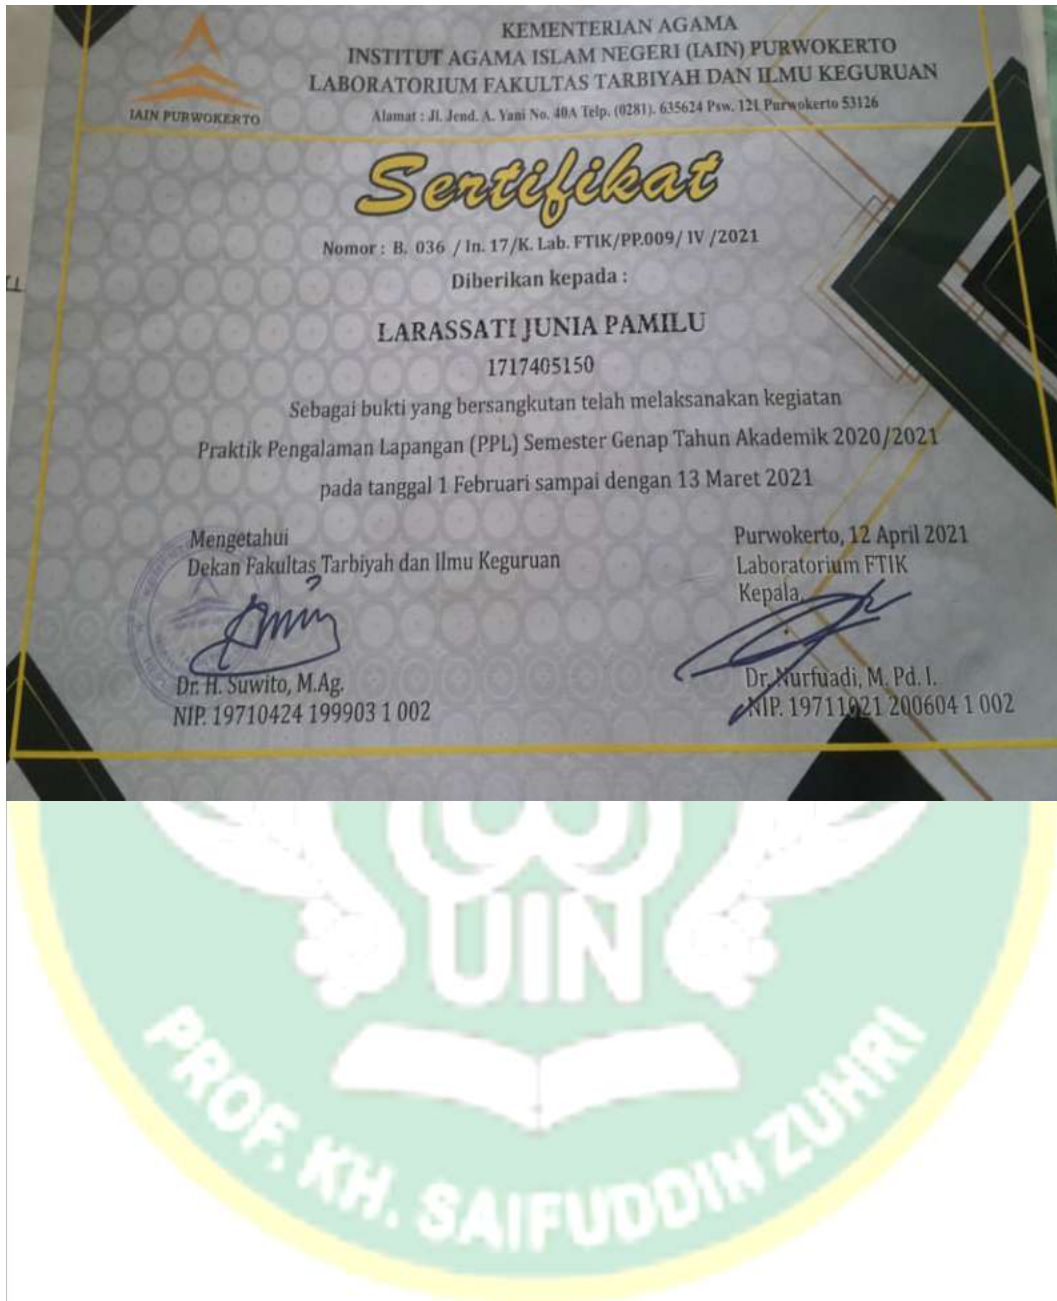 KEMENTERIAN AGAMA
INSTITUT AGAMA ISLAM NEGERI (IAIN) PURWOKERTO
LABORATORIUM FAKULTAS TARBIYAH DAN ILMU KEGURUAN
Alamat : Jl. Jend. A. Yani No. 40A Telp. (0281). 635624 Psw. 121 Purwokerto 53126
IAIN PURWOKERTO
Sertifikat
Nomor : B. 036 / In. 17/K. Lab. FTIK/PP.009/ IV /2021
Diberikan kepada :
LARASSATI JUNIA PAMILU
1717405150
Sebagai bukti yang bersangkutan telah melaksanakan kegiatan
Praktik Pengalaman Lapangan (PPL) Semester Genap Tahun Akademik 2020/2021
pada tanggal 1 Februari sampai dengan 13 Maret 2021
Mengetahui
Dekan Fakultas Tarbiyah dan Ilmu Keguruan
Dr. H. Suwito, M.Ag.
NIP. 19710424 199903 1 002
Purwokerto, 12 April 2021
Laboratorium FTIK
Kepala,
Dr. Nurfuadi, M. Pd. I.
NIP. 19711021 200604 1 002
UIN
PROF. KH. SAIFUDDIN ZUHRI